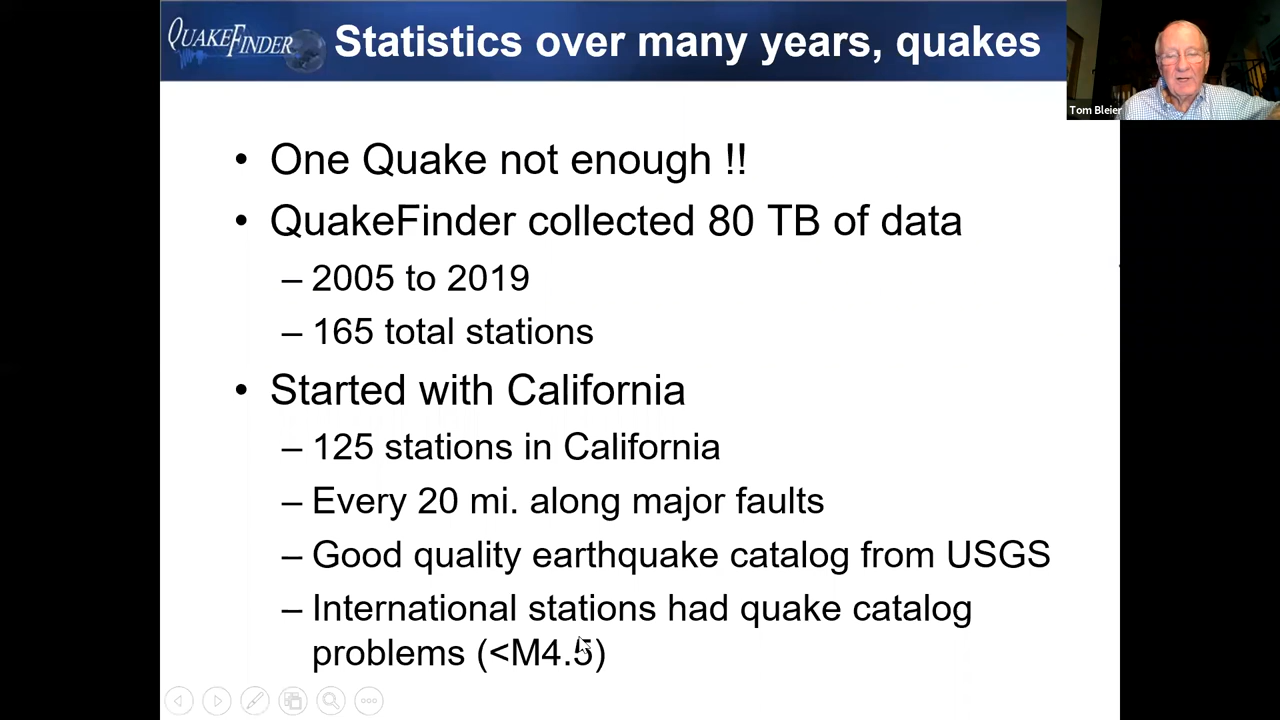 QUAKEFINDER
Statistics over many years, quakes
Tom Bleier
• One Quake not enough !!
• QuakeFinder collected 80 TB of data
– 2005 to 2019
– 165 total stations
• Started with California
– 125 stations in California
– Every 20 mi. along major faults
– Good quality earthquake catalog from USGS
– International stations had quake catalog
problems (<M4.5)